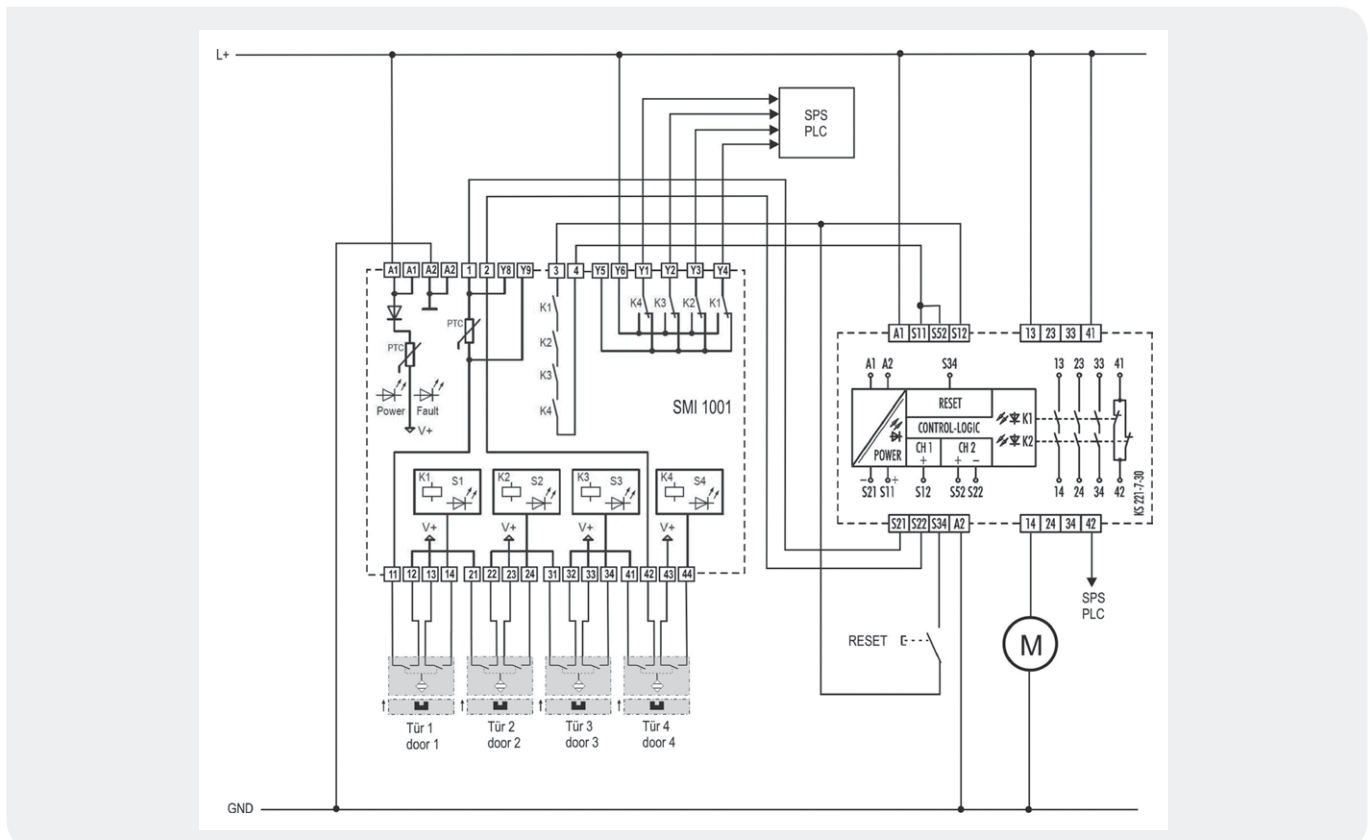 L+
SPS
PLC
A1 A1 A2 A2 1 2 Y8 Y9 3 4 Y5 Y6 Y1 Y2 Y3 Y4
K1
K2
K3
K4
K4 K3 K2 K1
PTC
PTC
Power Fault
V+
SMI 1001
K1 S1 K2 S2 K3 S3 K4 S4
V+ V+ V+ V+
11 12 13 14 21 22 23 24 31 32 33 34 41 42 43 44
Tür 1 Tür 2 Tür 3 Tür 4
door 1 door 2 door 3 door 4
A1 S11 S52 S12 13 23 33 41
A1 A2 S34 13 23 33 41
RESET
CONTROL-LOGIC
K1
K2
POWER
CH 1 CH 2
+ + −
− S21 S11 + S12 S52 S22 14 24 34 42
KS 221-7-30
S21 S22 S34 A2 14 24 34 42
SPS
PLC
RESET
M
GND